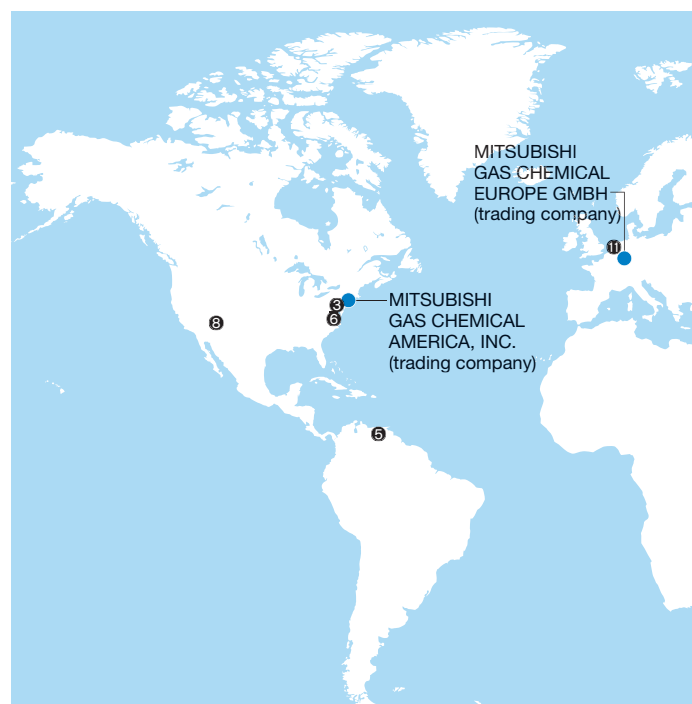 MITSUBISHI
GAS CHEMICAL
EUROPE GMBH
(trading company)
11
3
6
8
MITSUBISHI
GAS CHEMICAL
AMERICA, INC.
(trading company)
5